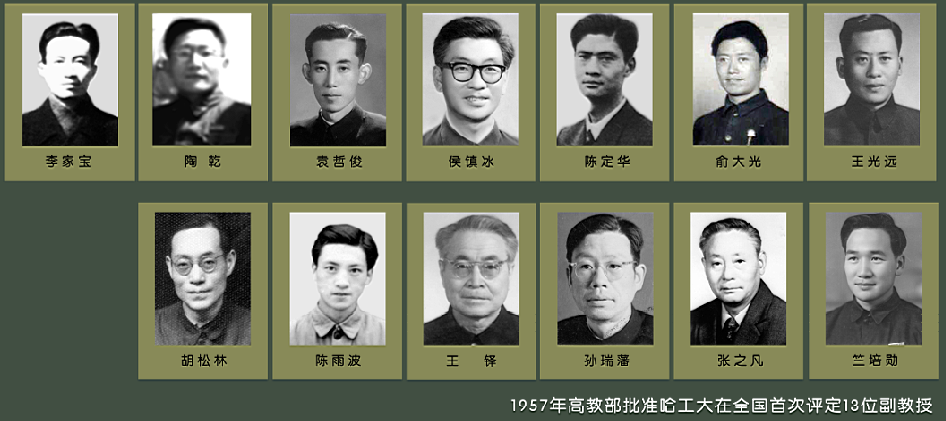 李家宝
陶 乾
袁哲俊
侯慎冰
陈定华
俞大光
王光远
胡松林
陈雨波
王 铎
孙瑞藩
张之凡
竺培勋
1957年高教部批准哈工大在全国首次评定13位副教授